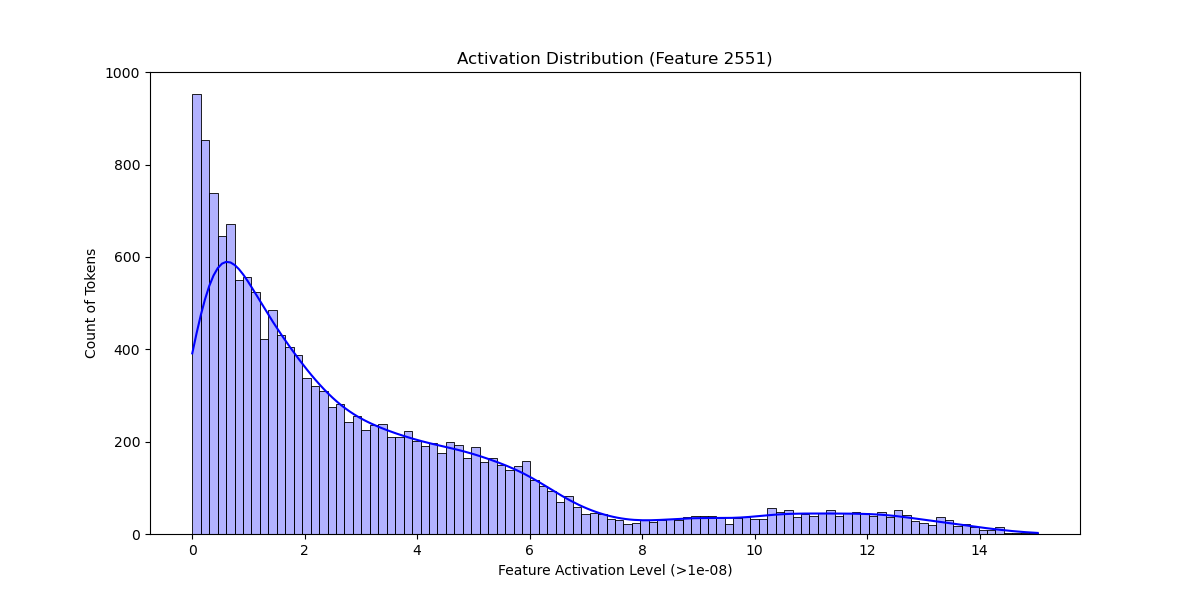 Activation Distribution (Feature 2551)
1000
800
600
400
200
0
Count of Tokens
0 2 4 6 8 10 12 14
Feature Activation Level (>1e-08)